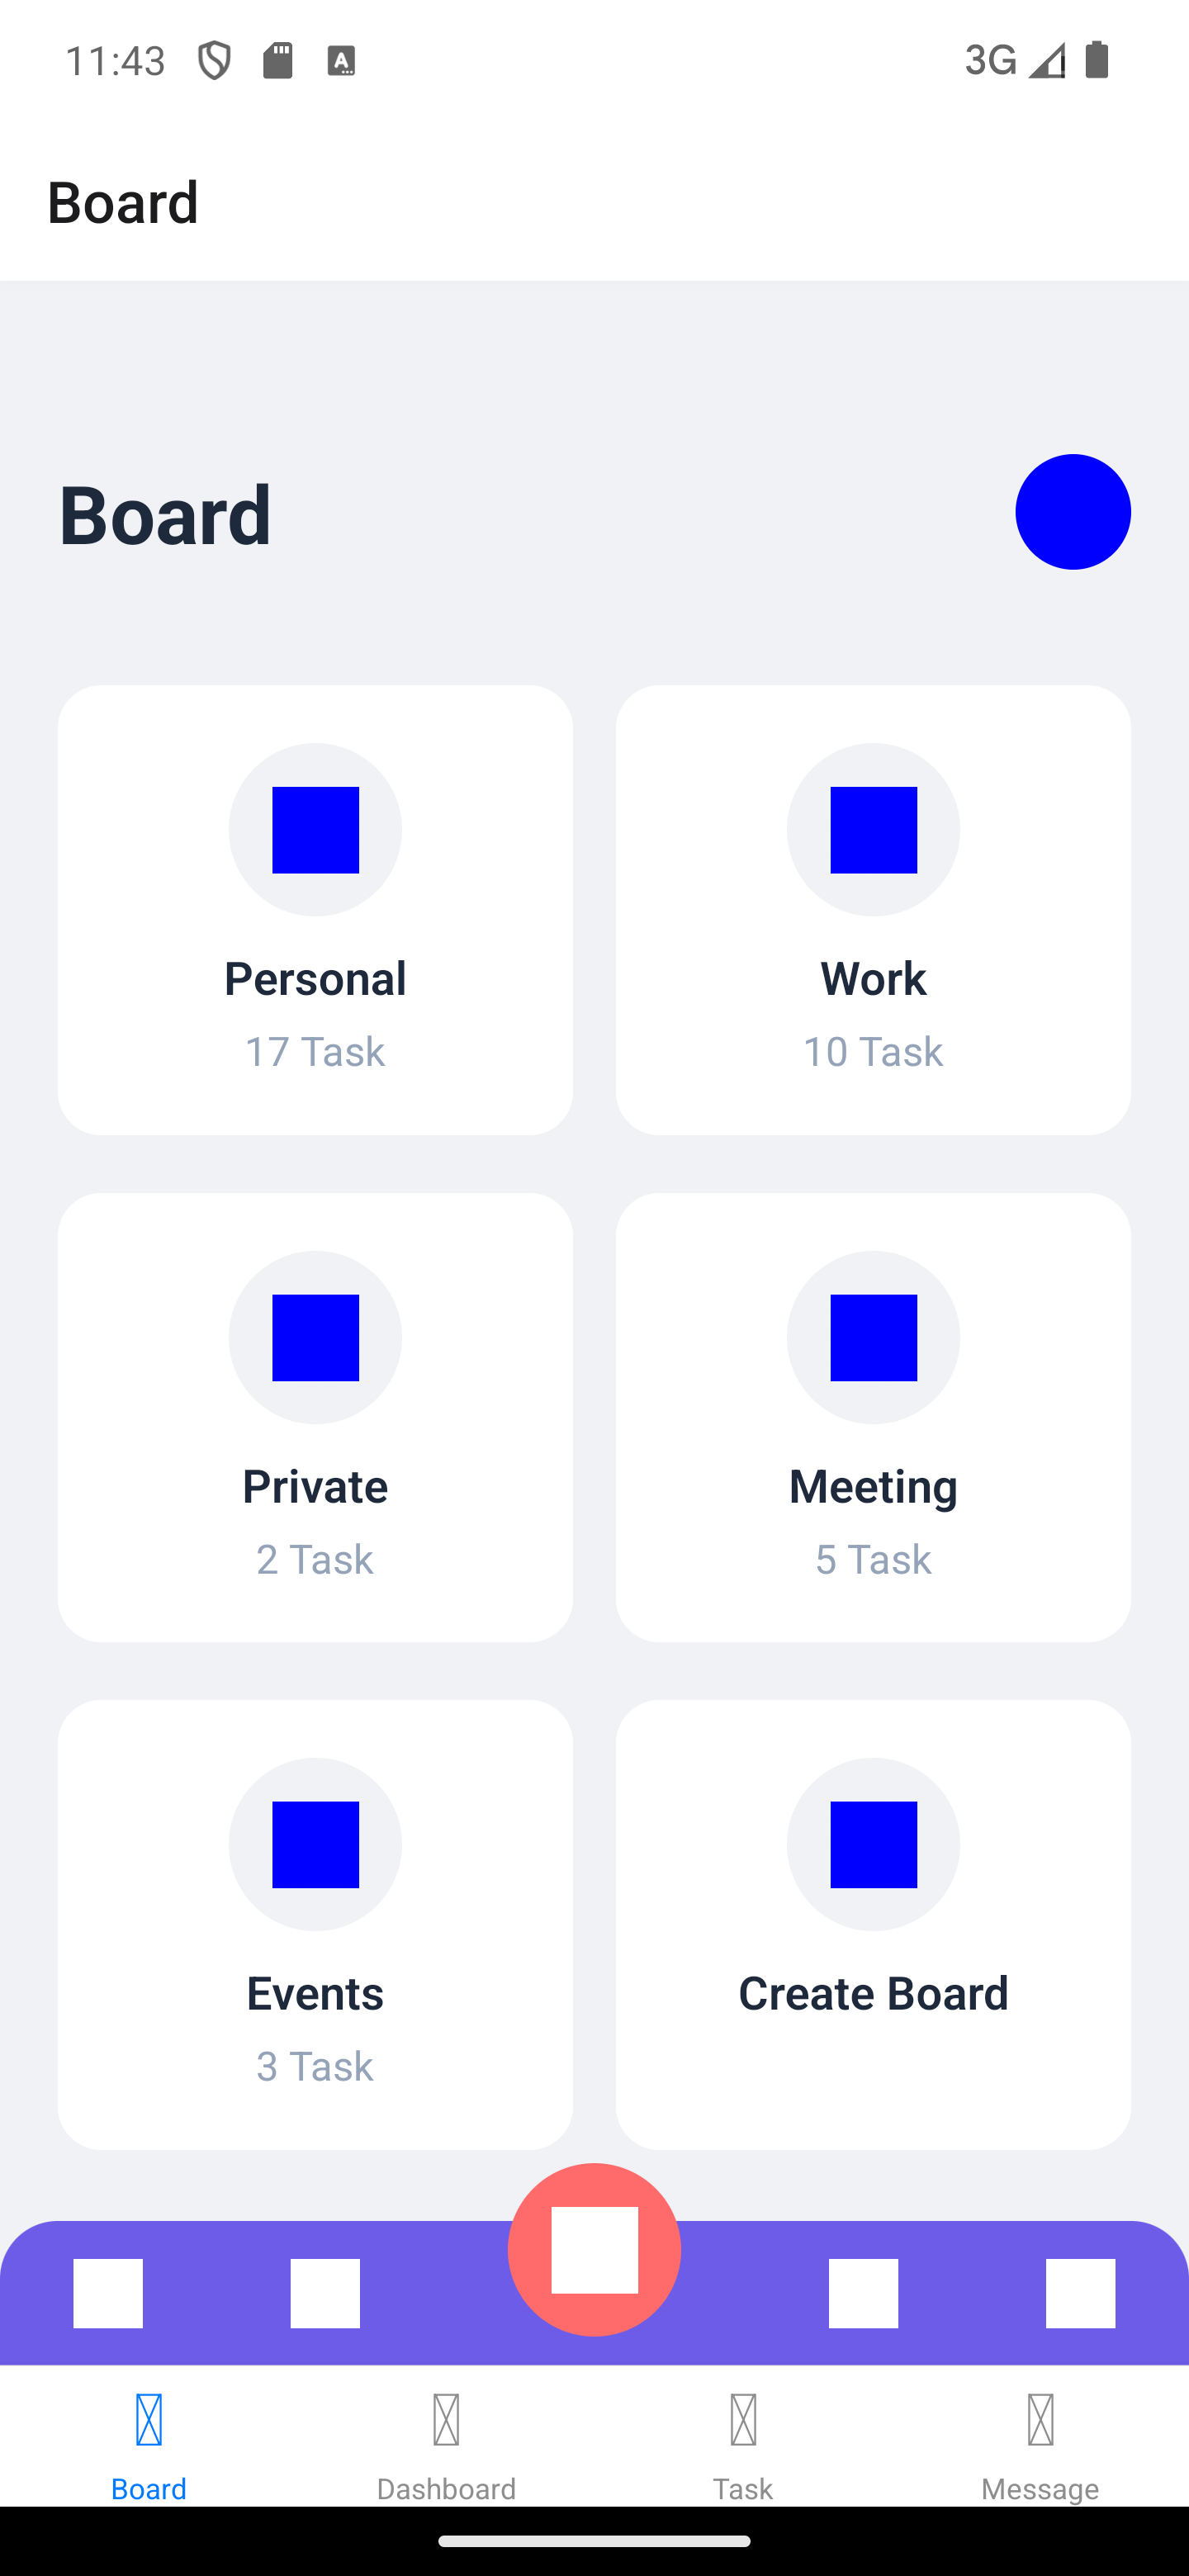 11:43
3G
Board
Board
Personal
17 Task
Work
10 Task
Private
2 Task
Meeting
5 Task
Events
3 Task
Create Board
Board
Dashboard
Task
Message